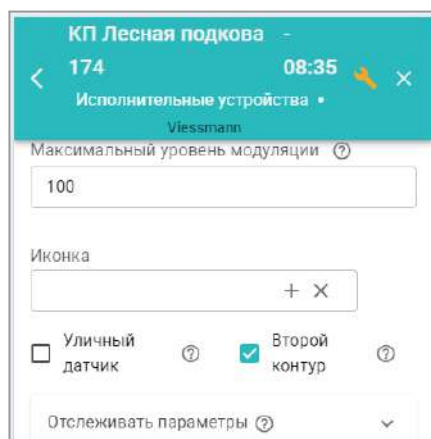 КП Лесная подкова -
174 08:35
Исполнительные устройства •
Viessmann
Максимальный уровень модуляции
100
Иконка
Уличный датчик
Второй контур
Отслеживать параметры